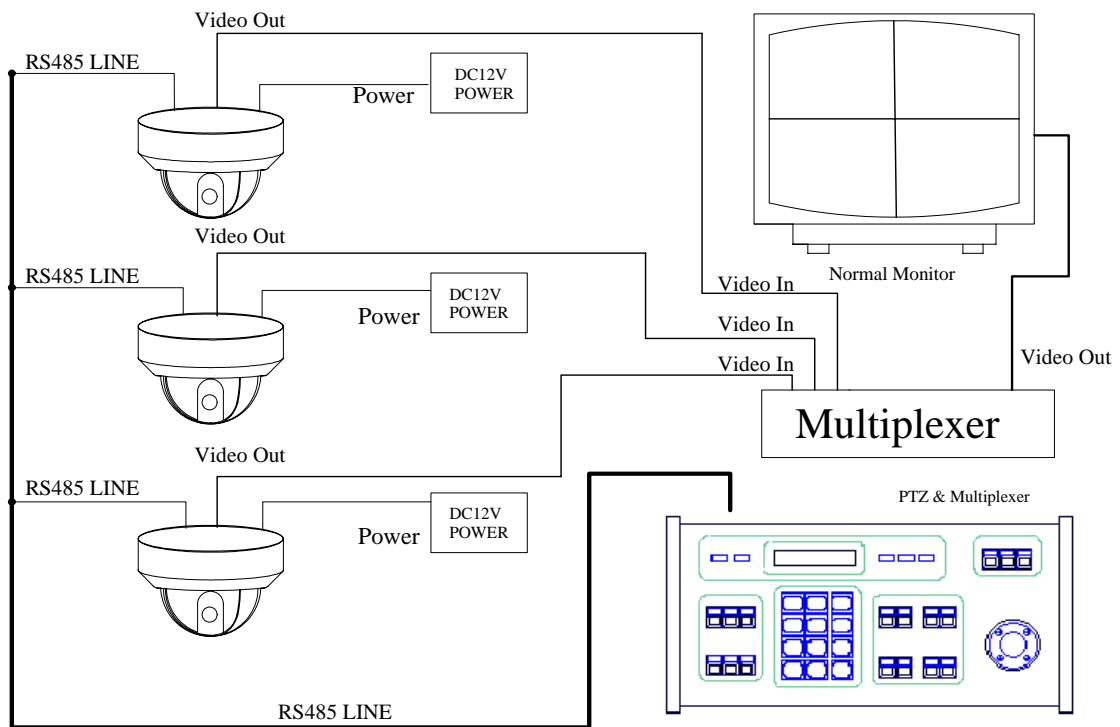 Video Out
RS485 LINE
DC12V
POWER
Power
Video Out
RS485 LINE
DC12V
POWER
Power
Normal Monitor
Video In
Video In
Video In
Video Out
Multiplexer
Video Out
RS485 LINE
DC12V
POWER
Power
PTZ & Multiplexer
RS485 LINE